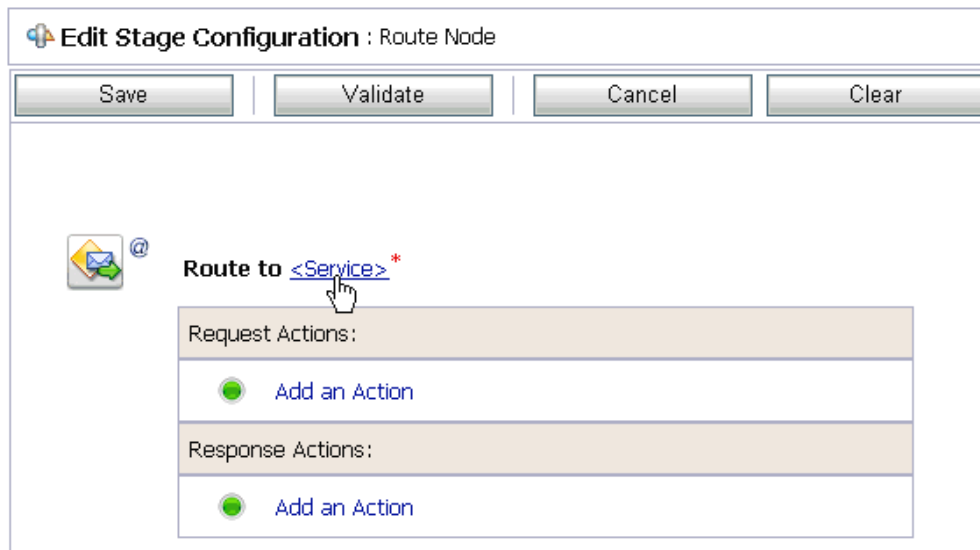 Edit Stage Configuration : Route Node
Save Validate Cancel Clear
@
Route to <Service>*
Request Actions:
Add an Action
Response Actions:
Add an Action